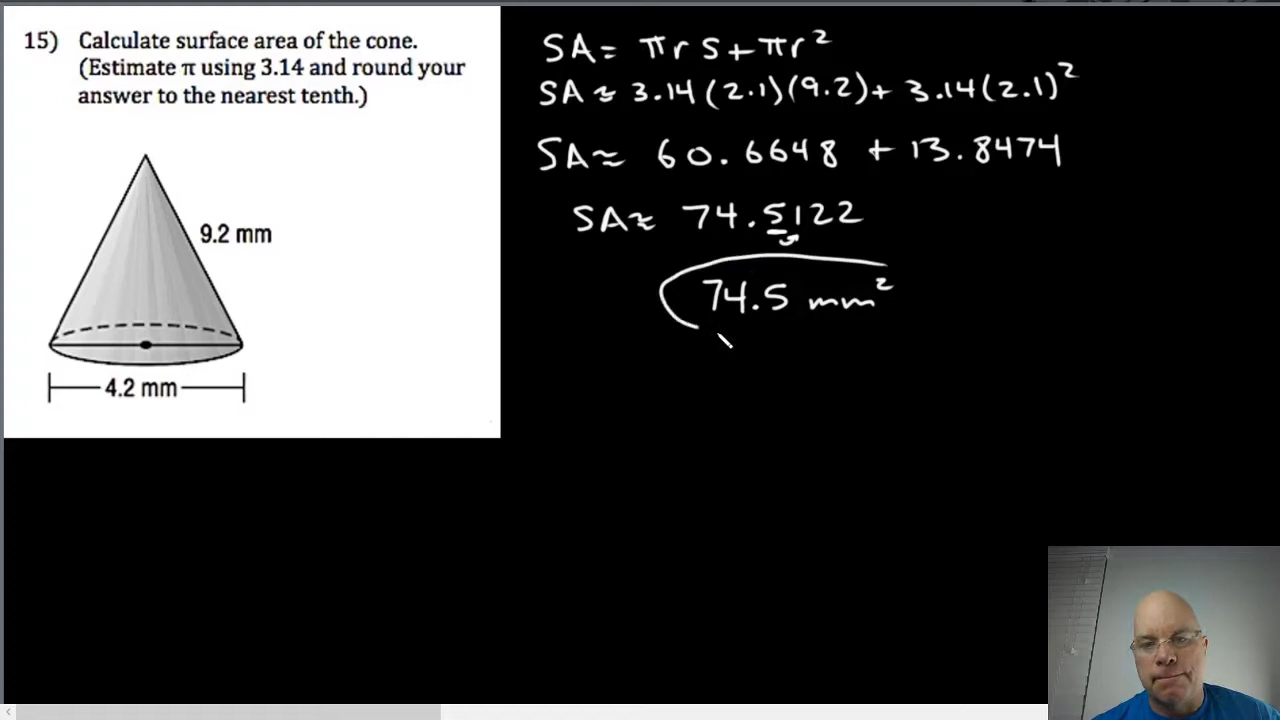 15) Calculate surface area of the cone.
(Estimate π using 3.14 and round your
answer to the nearest tenth.)
9.2 mm
4.2 mm
SA = πrs + πr²
SA ≈ 3.14(2.1)(9.2) + 3.14(2.1)²
SA ≈ 60.6648 + 13.8474
SA ≈ 74.5122
74.5 mm²